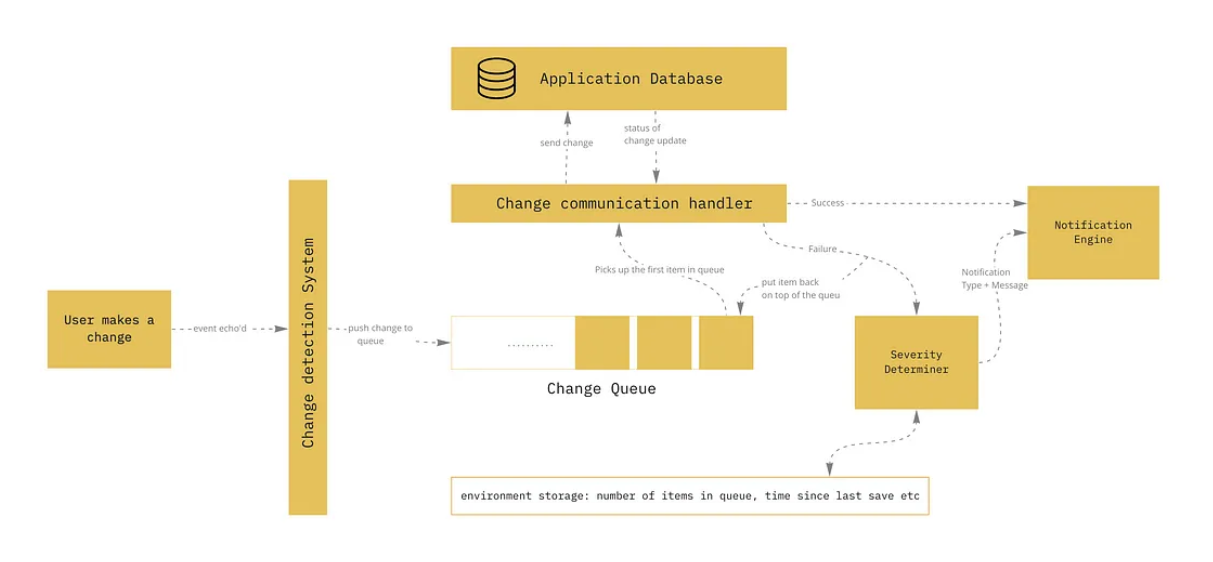 Application Database
send change
status of
change update
Change communication handler
Success
Notification
Engine
Failure
Picks up the first item in queue
put item back
on top of the queu
Notification
Type + Message
User makes a
change
event echo'd
Change detection System
push change to
queue
..........
Severity
Determiner
Change Queue
environment storage: number of items in queue, time since last save etc